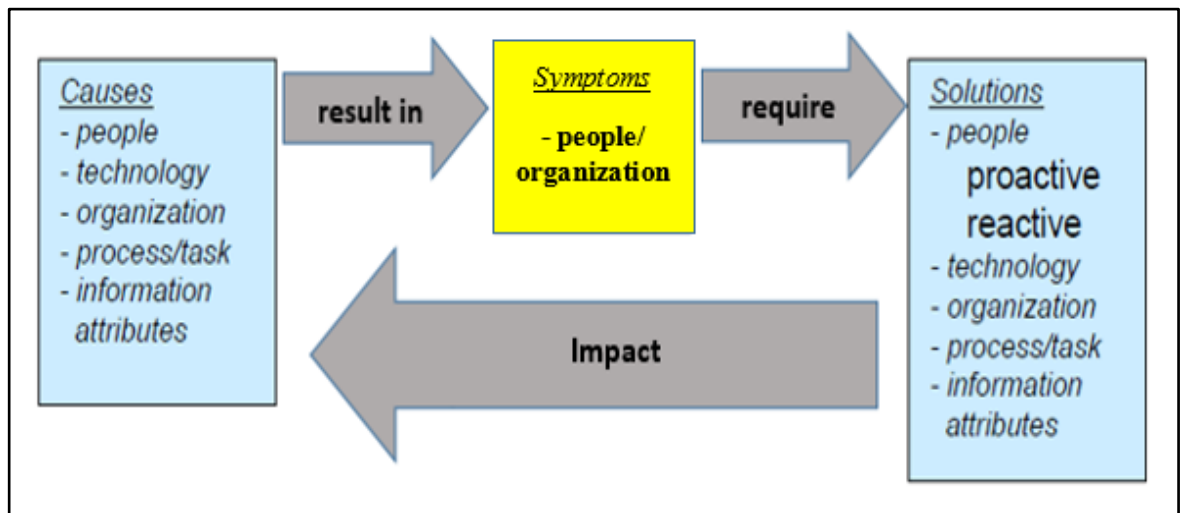 Causes
- people
- technology
- organization
- process/task
- information
attributes
result in
Symptoms
- people/
organization
require
Solutions
- people
proactive
reactive
- technology
- organization
- process/task
- information
attributes
Impact